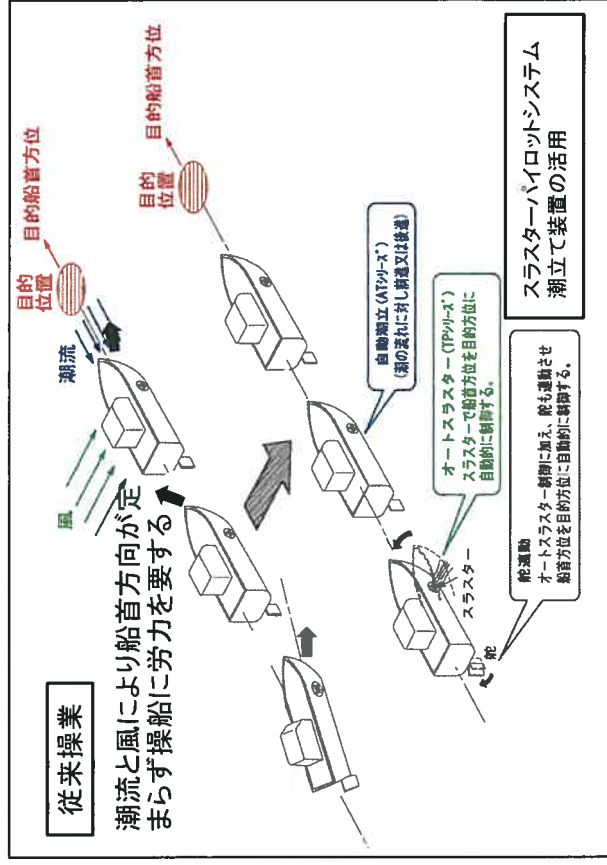 従来操業
潮流と風により船首方向が定
まらず操船に労力を要する
風
潮流
目的
位置
目的船首方位
目的
位置
目的船首方位
自動潮立(ATｼﾘｰｽﾞ)
(潮の流れに対し前進又は後進)
オートスラスター(TPｼﾘｰｽﾞ)
スラスターで船首方位を目的方位に
自動的に制御する。
スラスター
舵
舵連動
オートスラスター制御に加え、舵も連動させ
船首方位を目的方位に自動的に制御する。
スラスターパイロットシステム
潮立て装置の活用